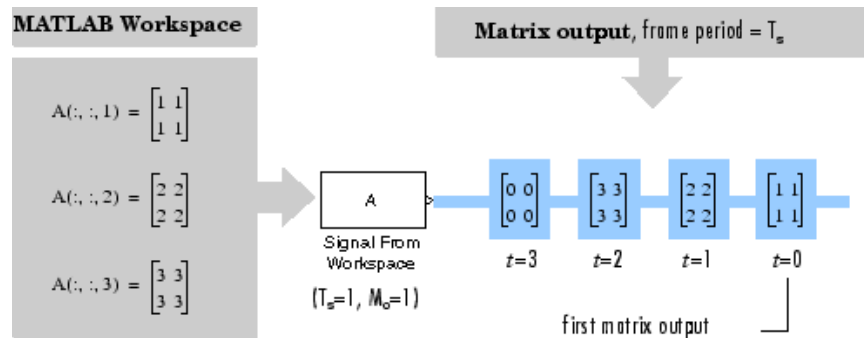 MATLAB Workspace
Matrix output, frame period = Tₛ
A(:, :, 1) = [1 1
1 1]
A(:, :, 2) = [2 2
2 2]
A(:, :, 3) = [3 3
3 3]
A
Signal From
Workspace
(Tₛ=1, Mₒ=1)
[0 0
0 0]
[3 3
3 3]
[2 2
2 2]
[1 1
1 1]
t=3
t=2
t=1
t=0
first matrix output